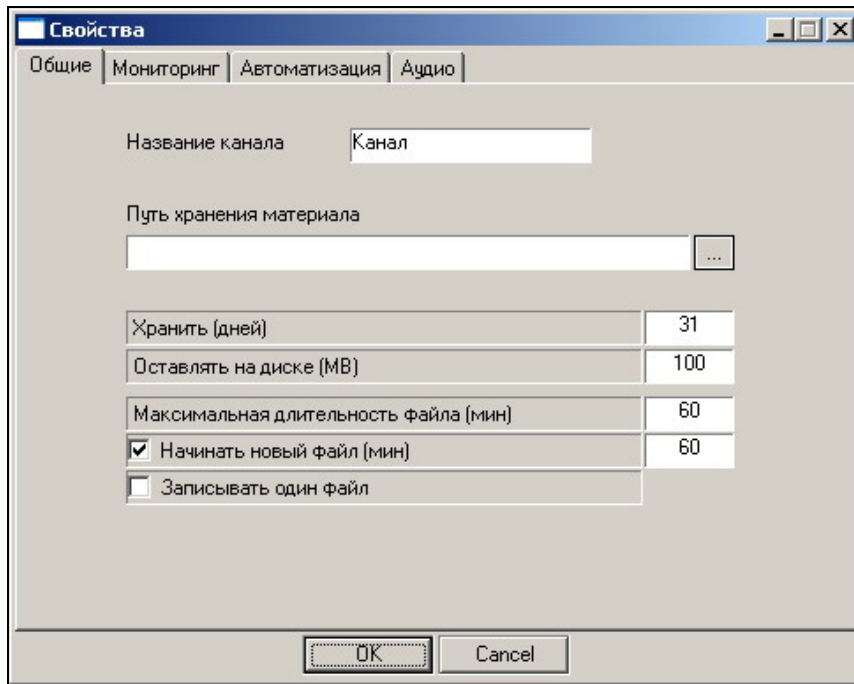 Свойства
Общие Мониторинг Автоматизация Аудио
Название канала Канал
Путь хранения материала
...
Хранить (дней) 31
Оставлять на диске (MB) 100
Максимальная длительность файла (мин) 60
Начинать новый файл (мин) 60
Записывать один файл
OK Cancel